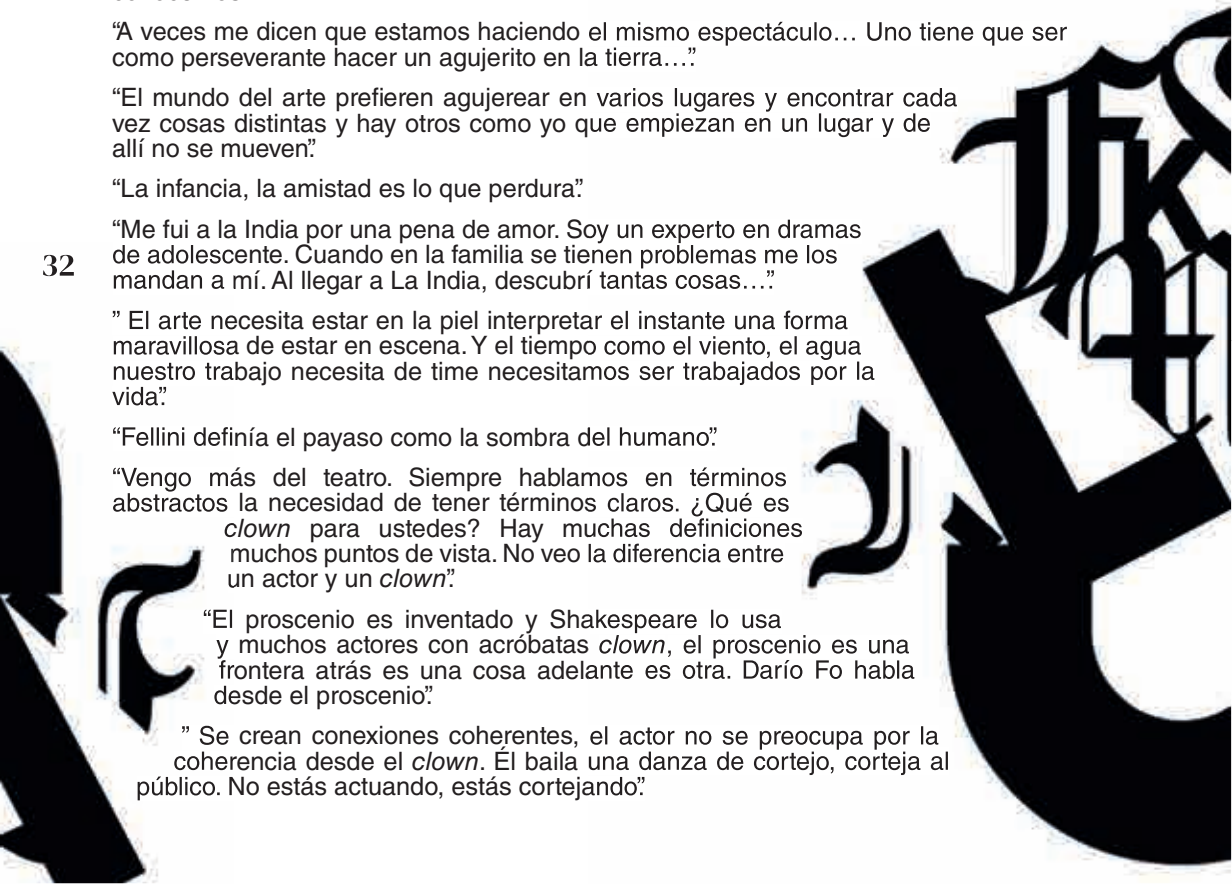 “A veces me dicen que estamos haciendo el mismo espectáculo… Uno tiene que ser
como perseverante hacer un agujerito en la tierra…”.
“El mundo del arte prefieren agujerear en varios lugares y encontrar cada
vez cosas distintas y hay otros como yo que empiezan en un lugar y de
allí no se mueven”.
“La infancia, la amistad es lo que perdura”.
“Me fui a la India por una pena de amor. Soy un experto en dramas
de adolescente. Cuando en la familia se tienen problemas me los
32
mandan a mí. Al llegar a La India, descubrí tantas cosas…”.
” El arte necesita estar en la piel interpretar el instante una forma
maravillosa de estar en escena. Y el tiempo como el viento, el agua
nuestro trabajo necesita de time necesitamos ser trabajados por la
vida”.
“Fellini definía el payaso como la sombra del humano”.
“Vengo más del teatro. Siempre hablamos en términos
abstractos la necesidad de tener términos claros. ¿Qué es
clown para ustedes? Hay muchas definiciones
muchos puntos de vista. No veo la diferencia entre
un actor y un clown”.
“El proscenio es inventado y Shakespeare lo usa
y muchos actores con acróbatas clown, el proscenio es una
frontera atrás es una cosa adelante es otra. Darío Fo habla
desde el proscenio”.
” Se crean conexiones coherentes, el actor no se preocupa por la
coherencia desde el clown. Él baila una danza de cortejo, corteja al
público. No estás actuando, estás cortejando”.